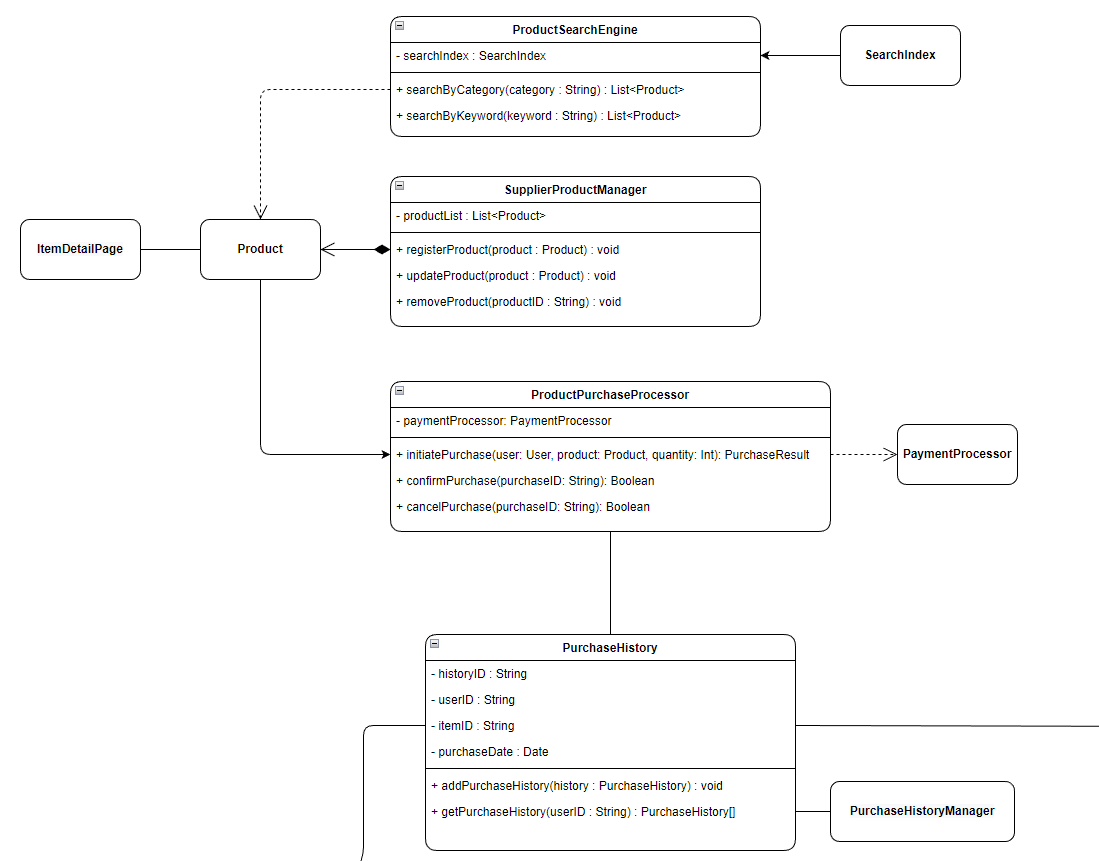 ProductSearchEngine
- searchIndex : SearchIndex
+ searchByCategory(category : String) : List<Product>
+ searchByKeyword(keyword : String) : List<Product>
SearchIndex
SupplierProductManager
- productList : List<Product>
+ registerProduct(product : Product) : void
+ updateProduct(product : Product) : void
+ removeProduct(productID : String) : void
ItemDetailPage
Product
ProductPurchaseProcessor
- paymentProcessor: PaymentProcessor
+ initiatePurchase(user: User, product: Product, quantity: Int): PurchaseResult
+ confirmPurchase(purchaseID: String): Boolean
+ cancelPurchase(purchaseID: String): Boolean
PaymentProcessor
PurchaseHistory
- historyID : String
- userID : String
- itemID : String
- purchaseDate : Date
+ addPurchaseHistory(history : PurchaseHistory) : void
+ getPurchaseHistory(userID : String) : PurchaseHistory[]
PurchaseHistoryManager